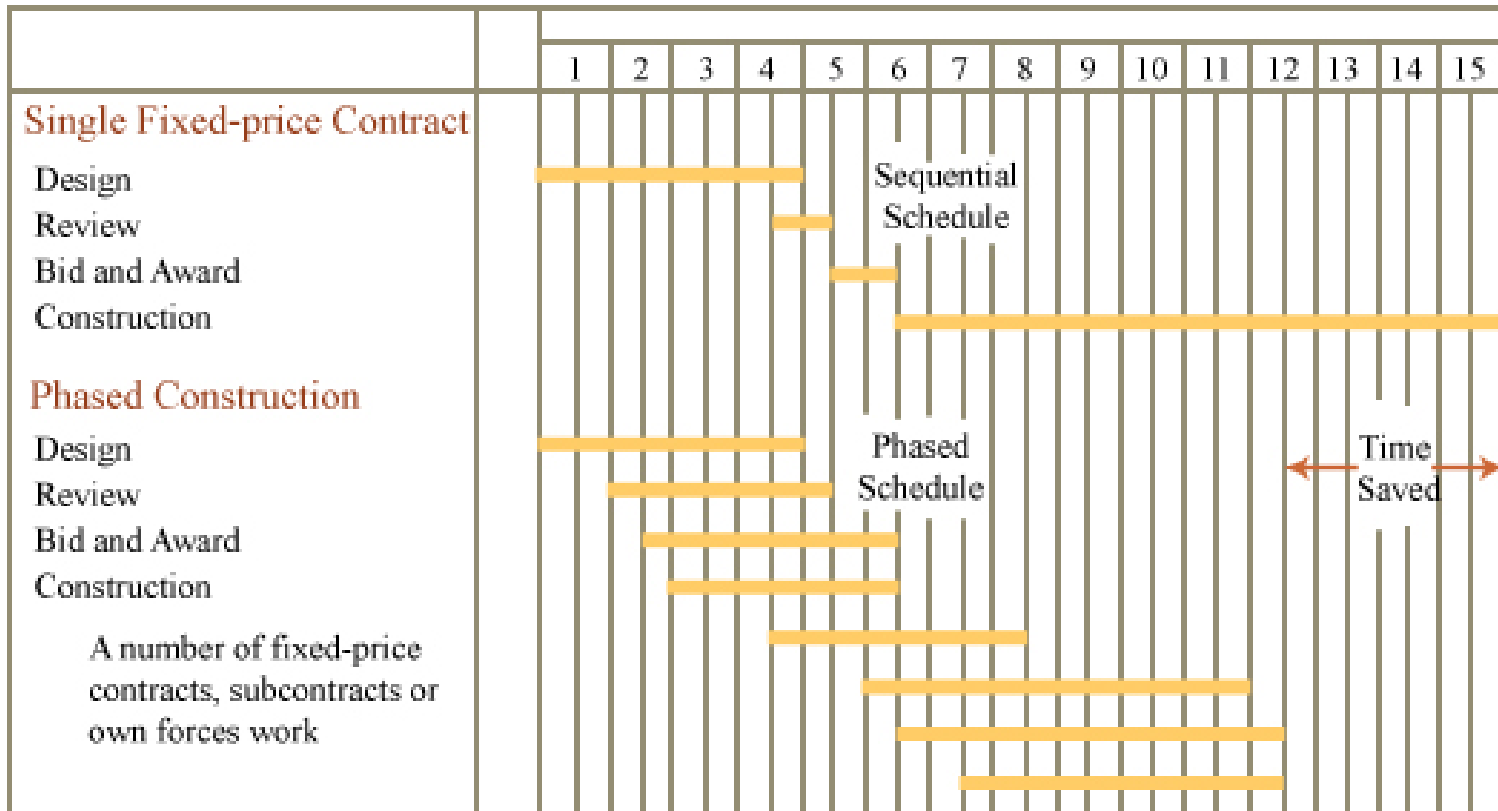 1 2 3 4 5 6 7 8 9 10 11 12 13 14 15
Single Fixed-price Contract
Design
Review
Bid and Award
Construction
Sequential
Schedule
Phased Construction
Design
Review
Bid and Award
Construction
Phased
Schedule
Time
Saved
A number of fixed-price
contracts, subcontracts or
own forces work